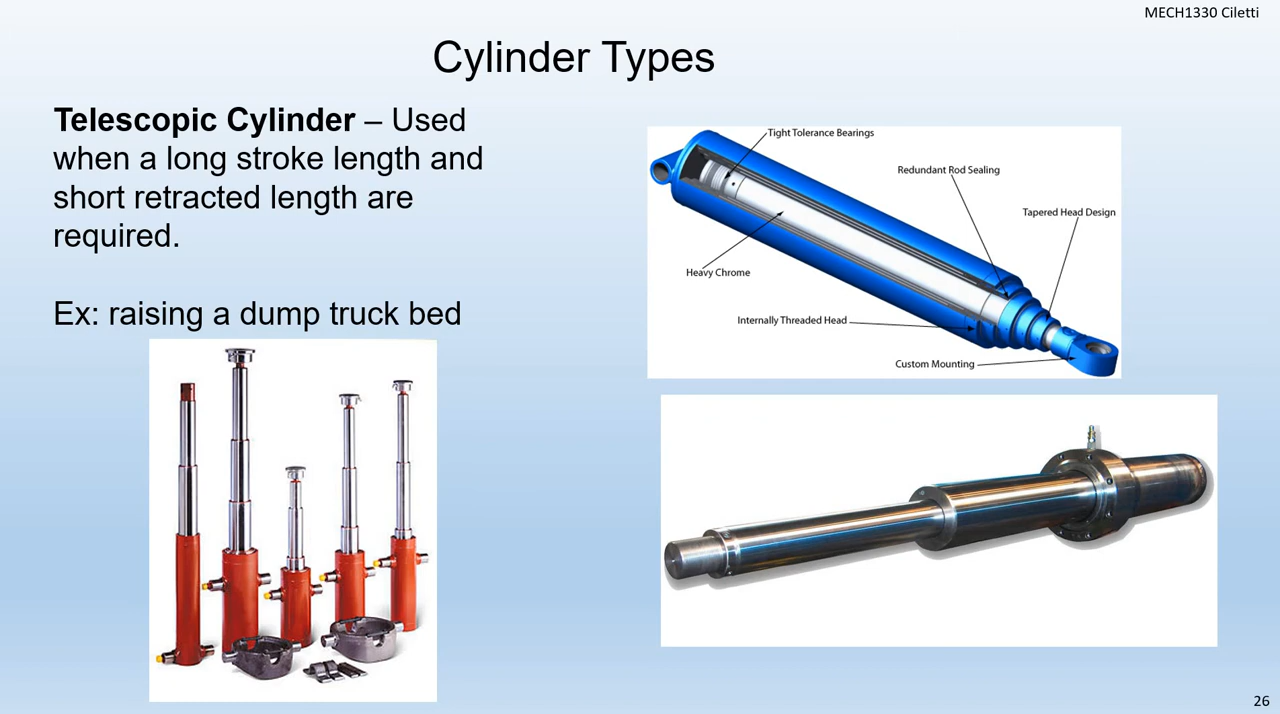 MECH1330 Ciletti
Cylinder Types
Telescopic Cylinder – Used
when a long stroke length and
short retracted length are
required.
Ex: raising a dump truck bed
Tight Tolerance Bearings
Redundant Rod Sealing
Tapered Head Design
Heavy Chrome
Internally Threaded Head
Custom Mounting
26